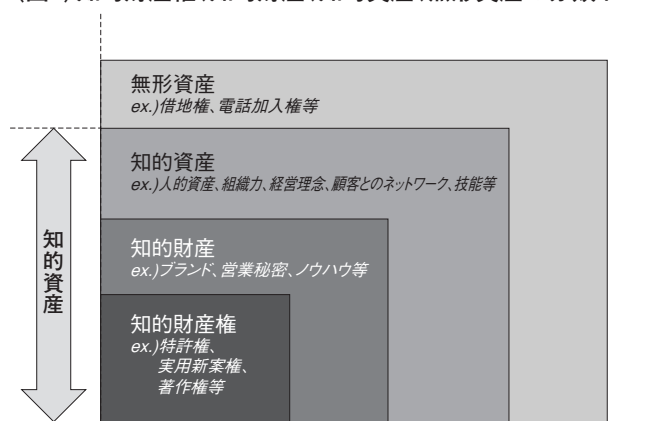 無形資産
ex.)借地権、電話加入権等
知的資産
ex.)人的資産、組織力、経営理念、顧客とのネットワーク、技能等
知的財産
ex.)ブランド、営業秘密、ノウハウ等
知的財産権
ex.)特許権、
実用新案権、
著作権等
知的資産